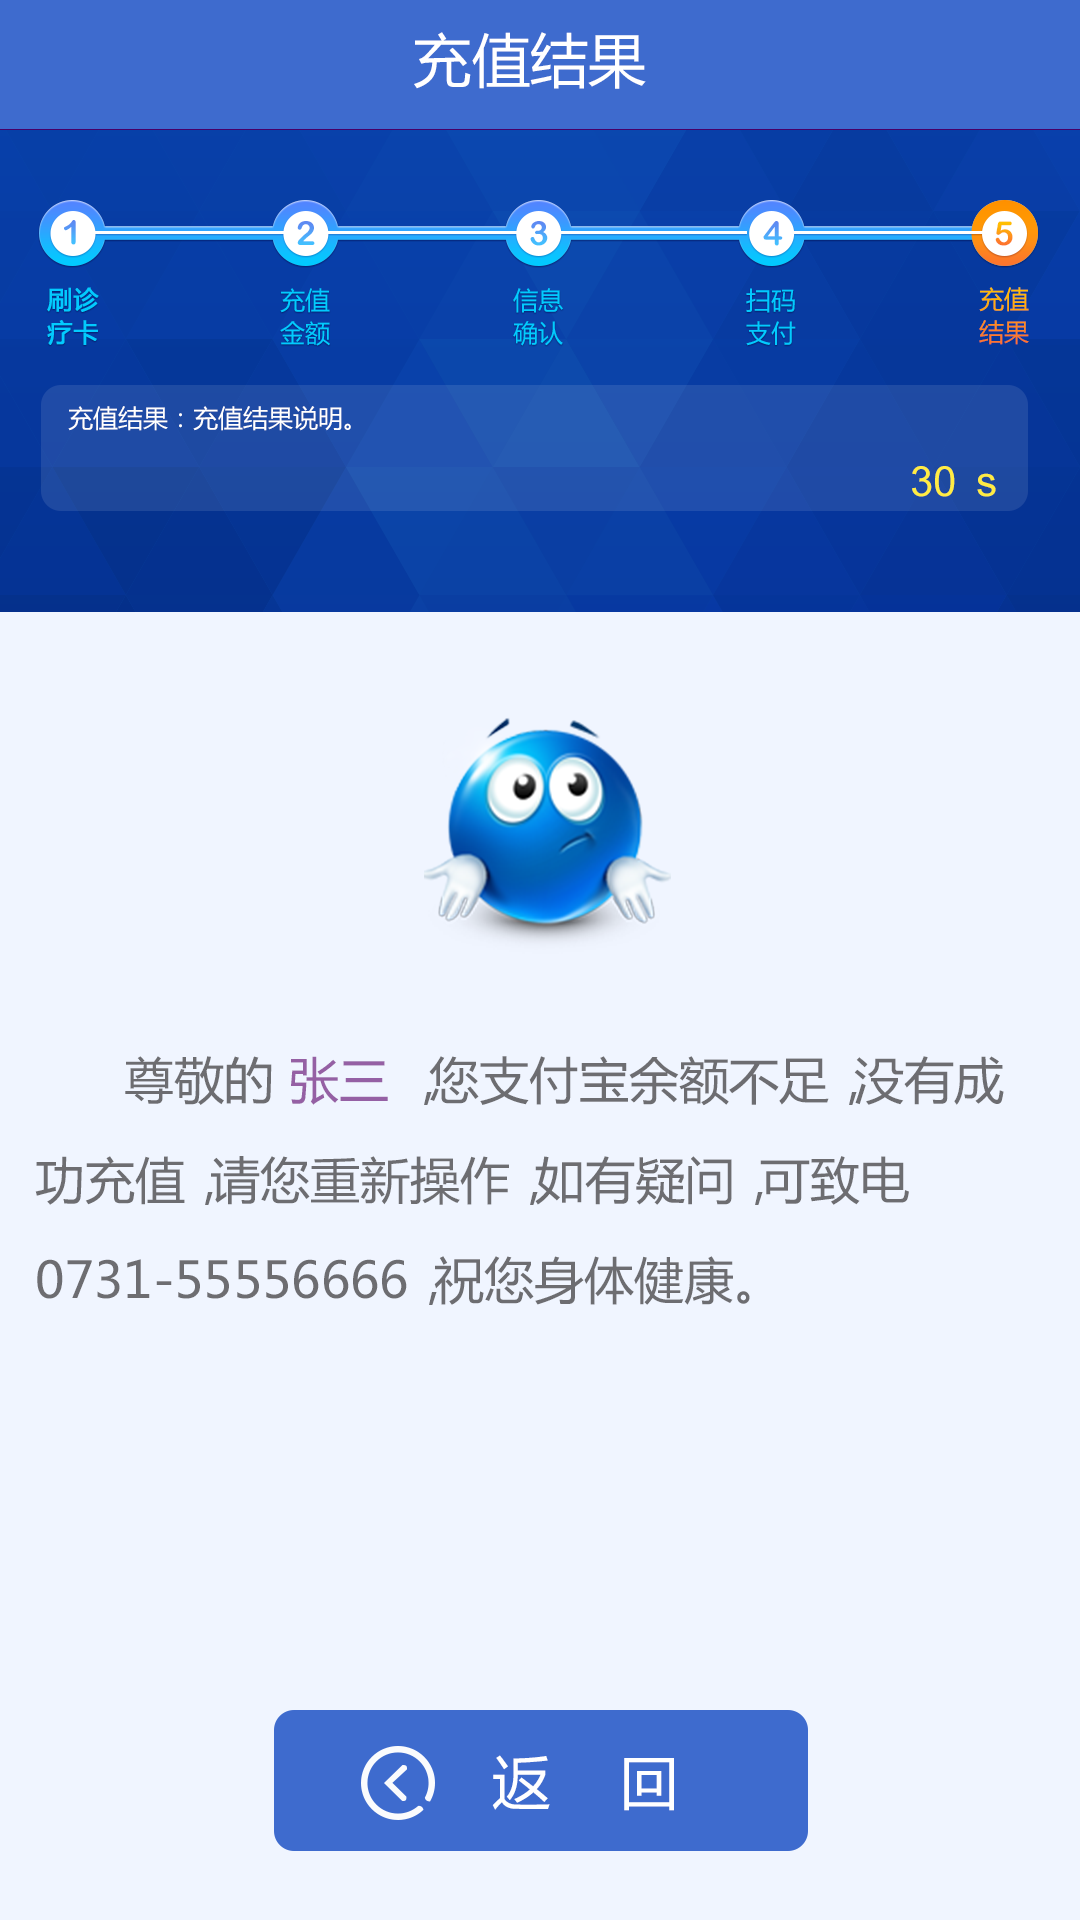 充值结果
1 2 3 4 5
刷诊 充值 信息 扫码 充值
疗卡 金额 确认 支付 结果
充值结果：充值结果说明。
30 s
尊敬的 张三 ,您支付宝余额不足 ,没有成
功充值 ,请您重新操作 ,如有疑问 ,可致电
0731-55556666 ,祝您身体健康。
返 回